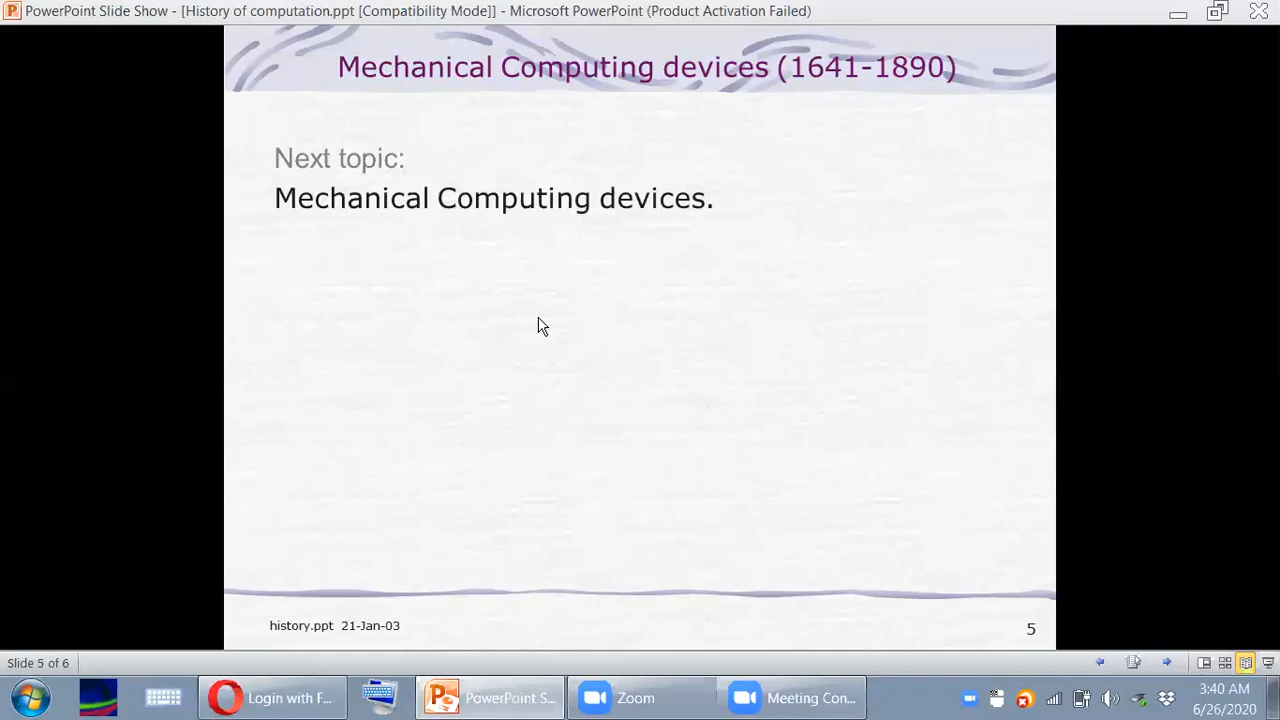 PowerPoint Slide Show - [History of computation.ppt [Compatibility Mode]] - Microsoft PowerPoint (Product Activation Failed)
Mechanical Computing devices (1641-1890)
Next topic:
Mechanical Computing devices.
history.ppt 21-Jan-03
5
Slide 5 of 6
Login with F...
PowerPoint S...
Zoom
Meeting Con...
3:40 AM
6/26/2020